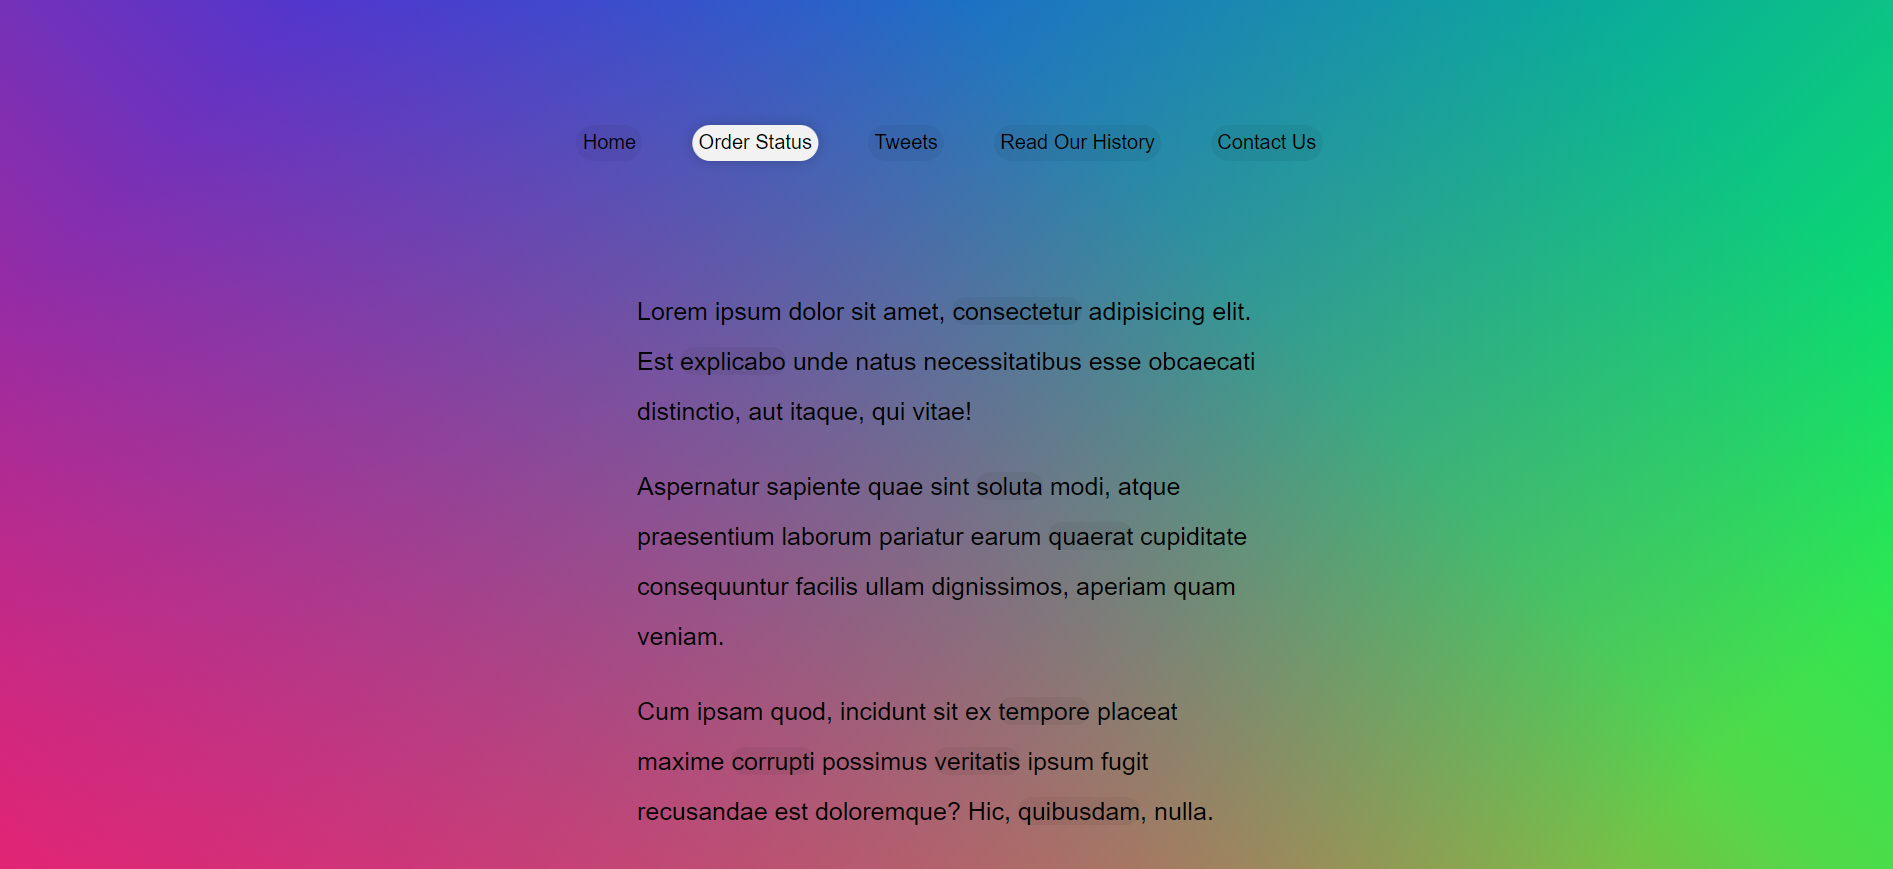 Home Order Status Tweets Read Our History Contact Us
Lorem ipsum dolor sit amet, consectetur adipisicing elit.
Est explicabo unde natus necessitatibus esse obcaecati
distinctio, aut itaque, qui vitae!
Aspernatur sapiente quae sint soluta modi, atque
praesentium laborum pariatur earum quaerat cupiditate
consequuntur facilis ullam dignissimos, aperiam quam
veniam.
Cum ipsam quod, incidunt sit ex tempore placeat
maxime corrupti possimus veritatis ipsum fugit
recusandae est doloremque? Hic, quibusdam, nulla.